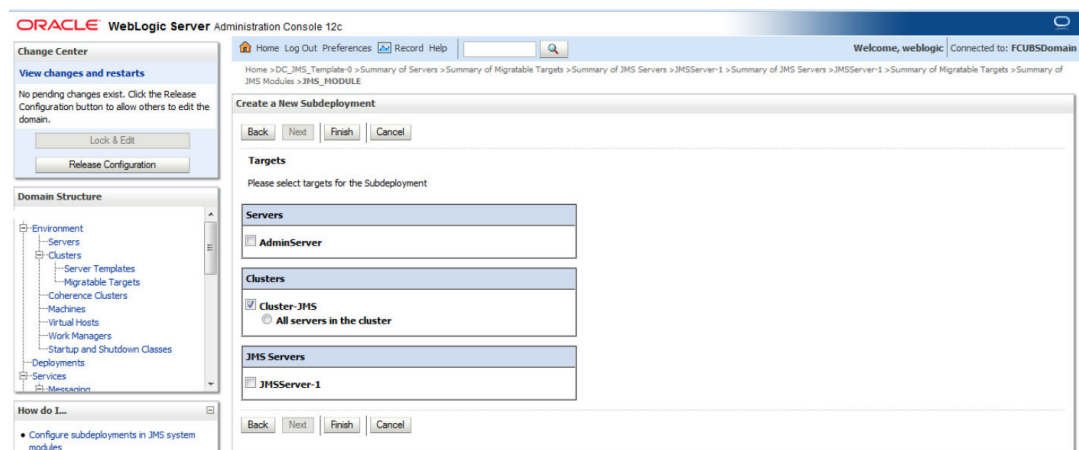 ORACLE WebLogic Server Administration Console 12c
Change Center
View changes and restarts
No pending changes exist. Click the Release
Configuration button to allow others to edit the
domain.
Lock & Edit
Release Configuration
Domain Structure
Environment
Servers
Clusters
Server Templates
Migratable Targets
Coherence Clusters
Machines
Virtual Hosts
Work Managers
Startup and Shutdown Classes
Deployments
Services
Messaging
How do I...
Configure subdeployments in JMS system
modules
Home Log Out Preferences Record Help
Welcome, weblogic Connected to: FCUBSDomain
Home >DC_JMS_Template-0 >Summary of Servers >Summary of Migratable Targets >Summary of JMS Servers >JMSServer-1 >Summary of JMS Servers >JMSServer-1 >Summary of Migratable Targets >Summary of
JMS Modules >JMS_MODULE
Create a New Subdeployment
Back Next Finish Cancel
Targets
Please select targets for the Subdeployment
Servers
AdminServer
Clusters
Cluster-JMS
All servers in the cluster
JMS Servers
JMSServer-1
Back Next Finish Cancel